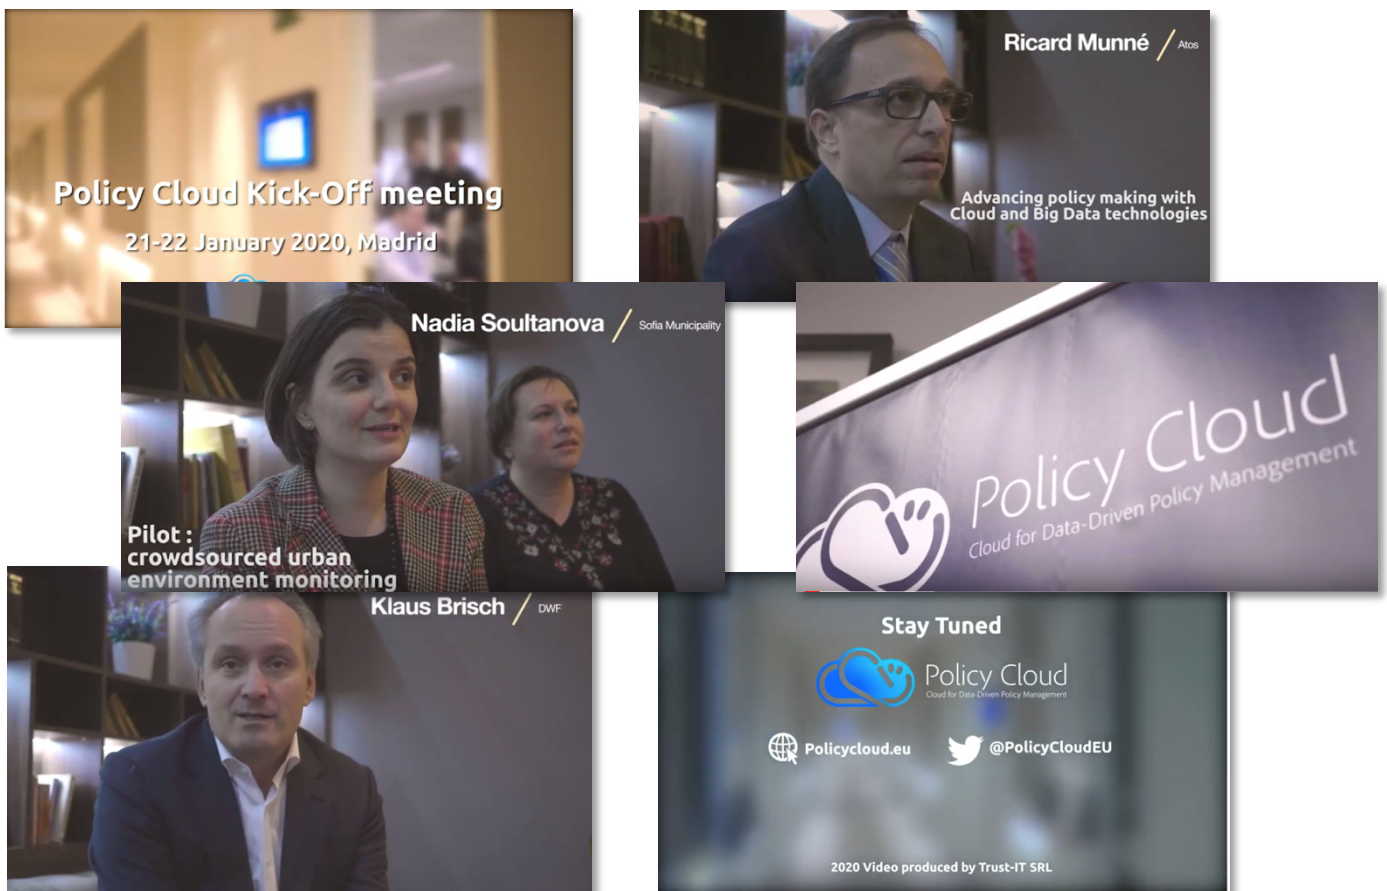 Policy Cloud Kick-Off meeting
21-22 January 2020, Madrid
Ricard Munné / Atos
Advancing policy making with
Cloud and Big Data technologies
Nadia Soultanova / Sofia Municipality
Pilot :
crowdsourced urban
environment monitoring
Policy Cloud
Cloud for Data-Driven Policy Management
Klaus Brisch / DWF
Stay Tuned
Policy Cloud
Cloud for Data-Driven Policy Management
Policycloud.eu
@PolicyCloudEU
2020 Video produced by Trust-IT SRL